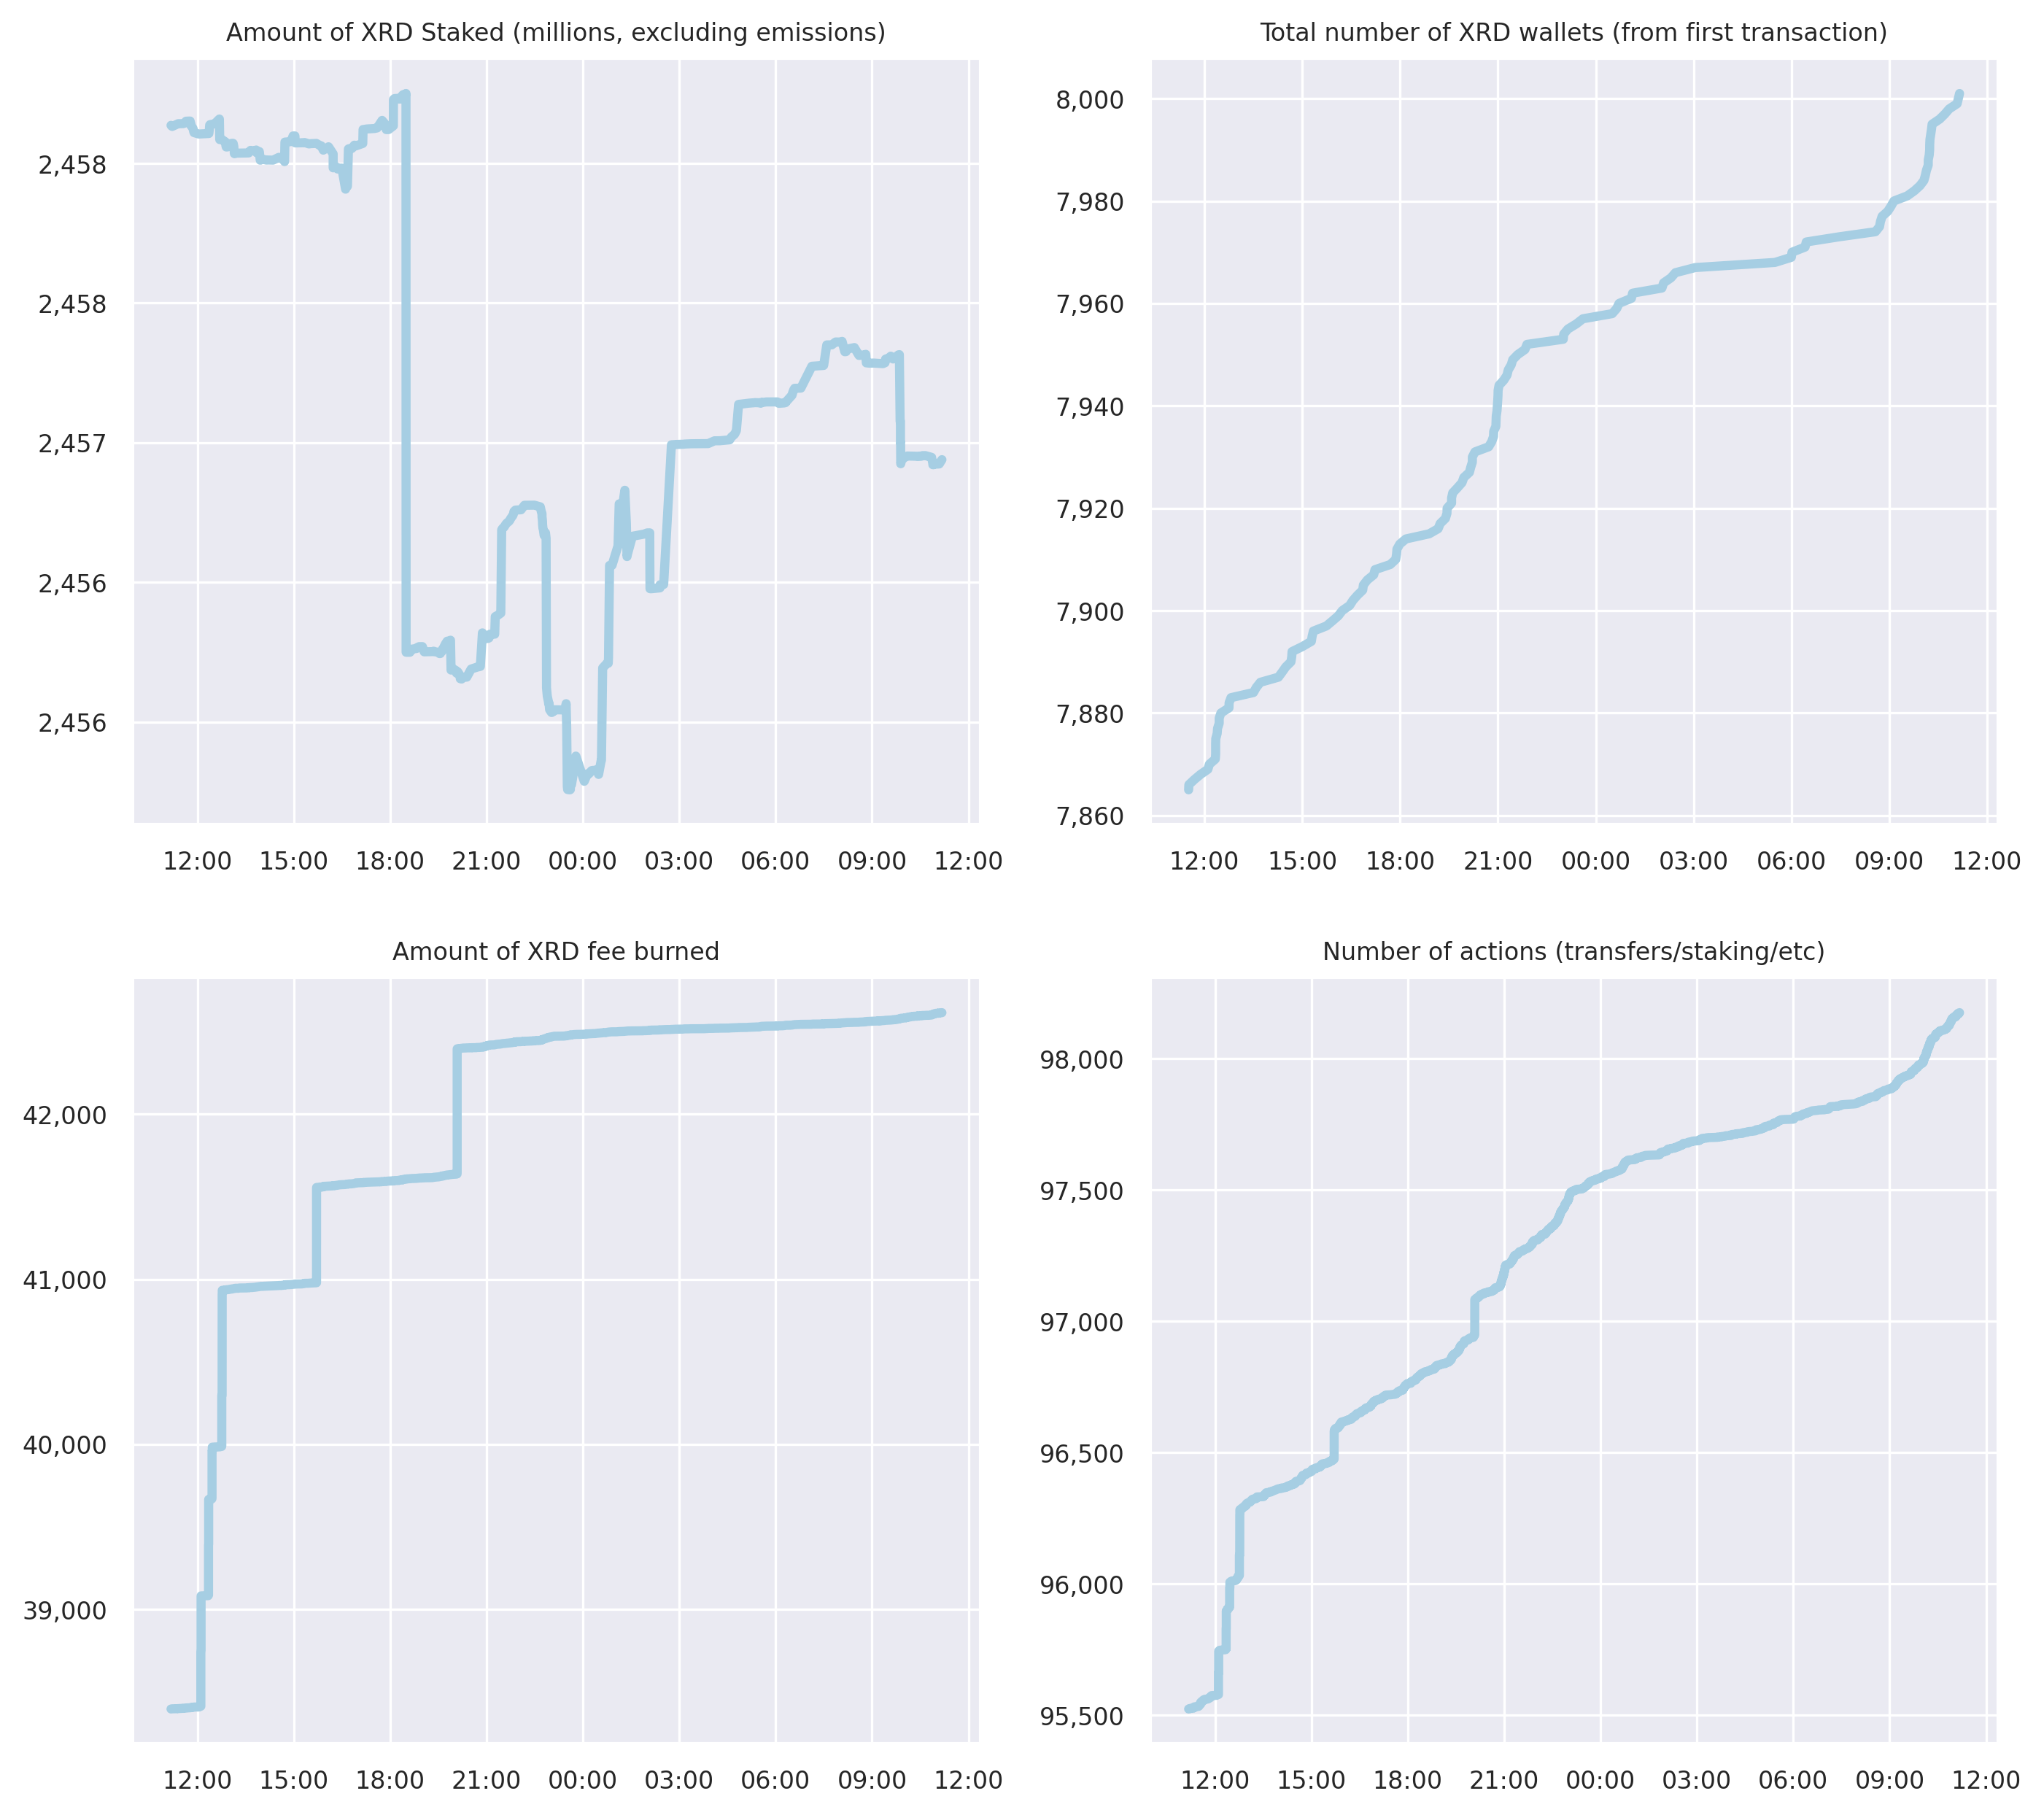 Amount of XRD Staked (millions, excluding emissions)
2,458
2,458
2,457
2,456
2,456
12:00 15:00 18:00 21:00 00:00 03:00 06:00 09:00 12:00
Total number of XRD wallets (from first transaction)
8,000
7,980
7,960
7,940
7,920
7,900
7,880
7,860
12:00 15:00 18:00 21:00 00:00 03:00 06:00 09:00 12:00
Amount of XRD fee burned
42,000
41,000
40,000
39,000
12:00 15:00 18:00 21:00 00:00 03:00 06:00 09:00 12:00
Number of actions (transfers/staking/etc)
98,000
97,500
97,000
96,500
96,000
95,500
12:00 15:00 18:00 21:00 00:00 03:00 06:00 09:00 12:00